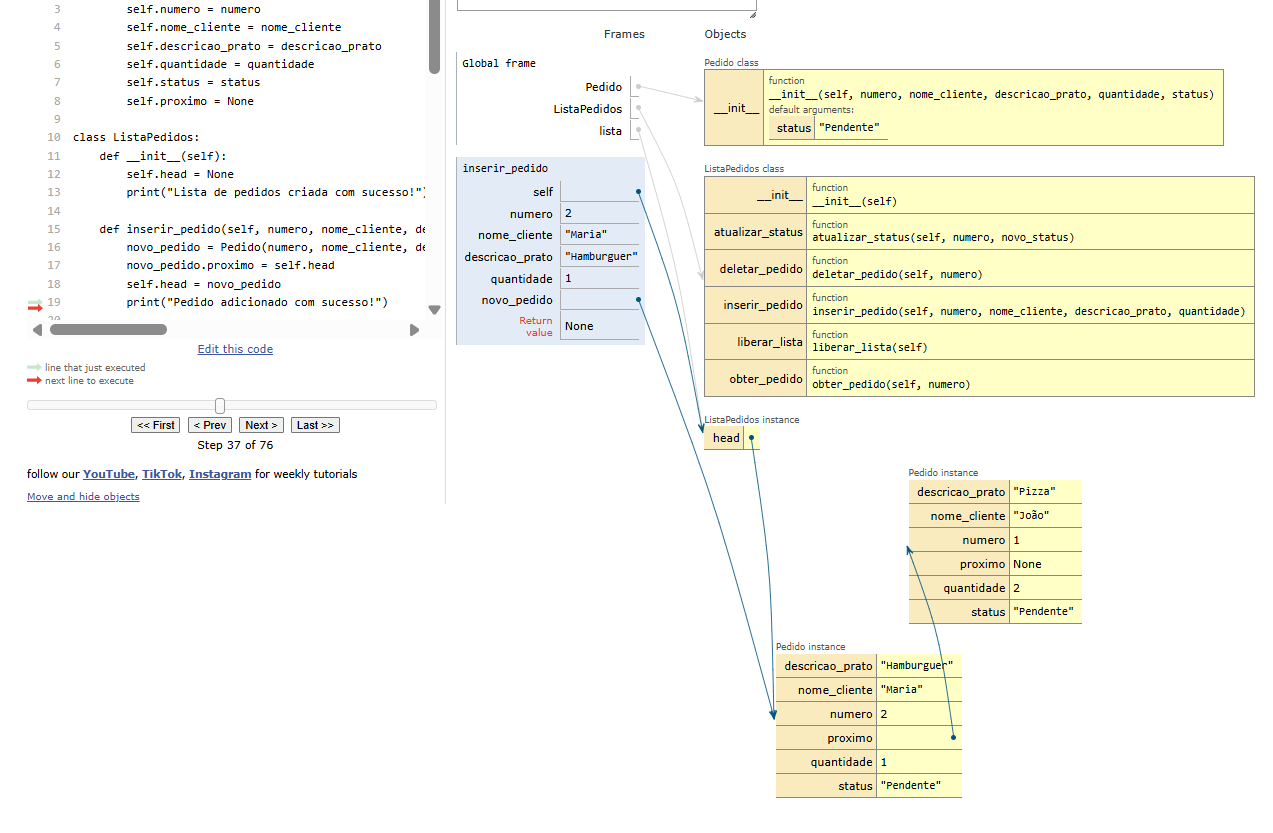 3 self.numero = numero
4 self.nome_cliente = nome_cliente
5 self.descricao_prato = descricao_prato
6 self.quantidade = quantidade
7 self.status = status
8 self.proximo = None
9
10 class ListaPedidos:
11 def __init__(self):
12 self.head = None
13 print("Lista de pedidos criada com sucesso!")
14
15 def inserir_pedido(self, numero, nome_cliente, de
16 novo_pedido = Pedido(numero, nome_cliente, de
17 novo_pedido.proximo = self.head
18 self.head = novo_pedido
19 print("Pedido adicionado com sucesso!")
20
Edit this code
line that just executed
next line to execute
<< First < Prev Next > Last >>
Step 37 of 76
follow our YouTube, TikTok, Instagram for weekly tutorials
Move and hide objects
Frames Objects
Global frame
Pedido
ListaPedidos
lista
inserir_pedido
self
numero 2
nome_cliente "Maria"
descricao_prato "Hamburguer"
quantidade 1
novo_pedido
Return
value None
Pedido class
__init__
function
__init__(self, numero, nome_cliente, descricao_prato, quantidade, status)
default arguments:
status "Pendente"
ListaPedidos class
__init__
function
__init__(self)
atualizar_status
function
atualizar_status(self, numero, novo_status)
deletar_pedido
function
deletar_pedido(self, numero)
inserir_pedido
function
inserir_pedido(self, numero, nome_cliente, descricao_prato, quantidade)
liberar_lista
function
liberar_lista(self)
obter_pedido
function
obter_pedido(self, numero)
ListaPedidos instance
head
Pedido instance
descricao_prato "Pizza"
nome_cliente "João"
numero 1
proximo None
quantidade 2
status "Pendente"
Pedido instance
descricao_prato "Hamburguer"
nome_cliente "Maria"
numero 2
proximo
quantidade 1
status "Pendente"